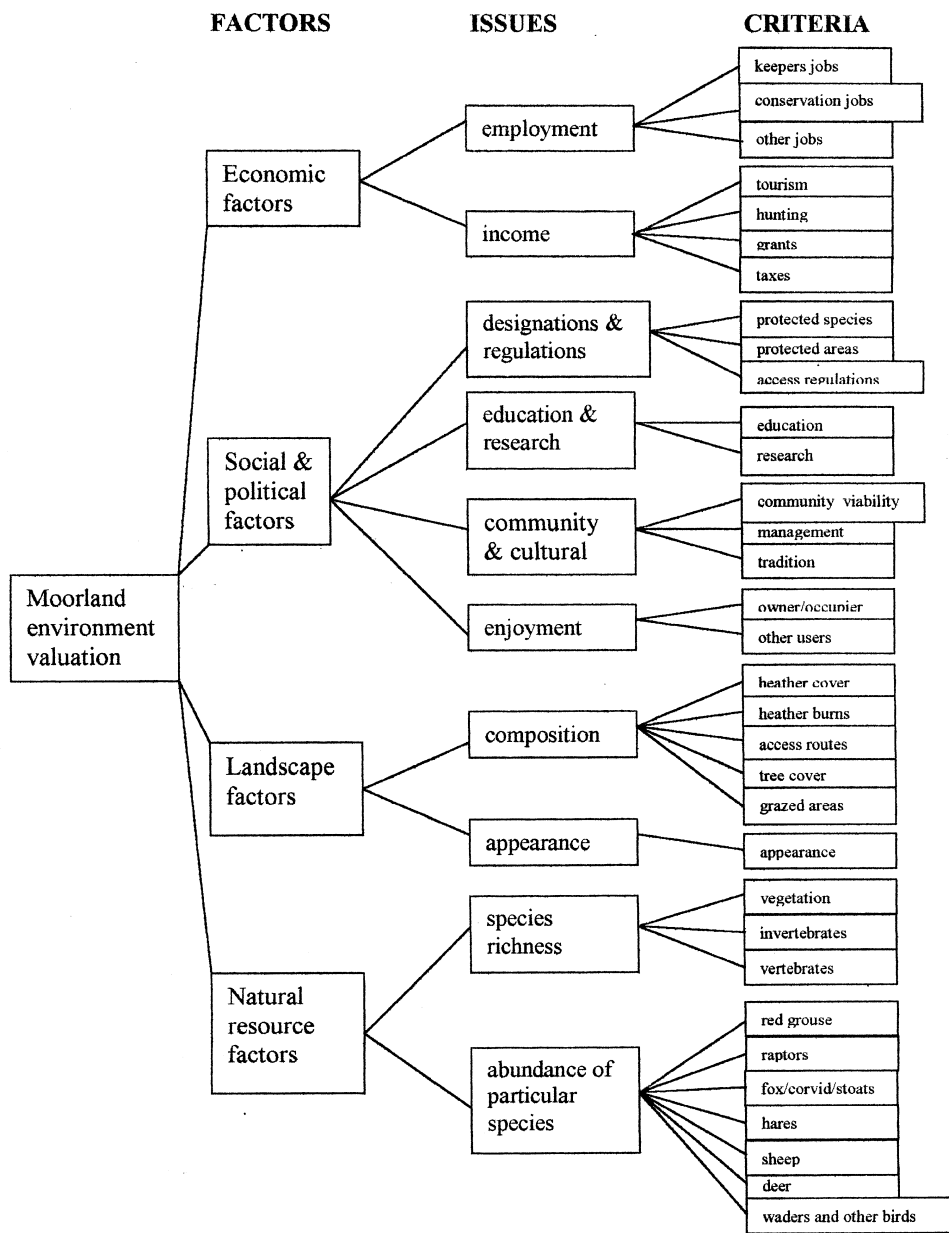 FACTORS ISSUES CRITERIA
keepers jobs
conservation jobs
other jobs
employment
Economic
factors
tourism
hunting
grants
taxes
income
designations &
regulations
protected species
protected areas
access regulations
education &
research
education
research
Social &
political
factors
community
& cultural
community viability
management
tradition
Moorland
environment
valuation
enjoyment
owner/occupier
other users
composition
heather cover
heather burns
access routes
tree cover
grazed areas
Landscape
factors
appearance
appearance
species
richness
vegetation
invertebrates
vertebrates
Natural
resource
factors
abundance of
particular
species
red grouse
raptors
fox/corvid/stoats
hares
sheep
deer
waders and other birds